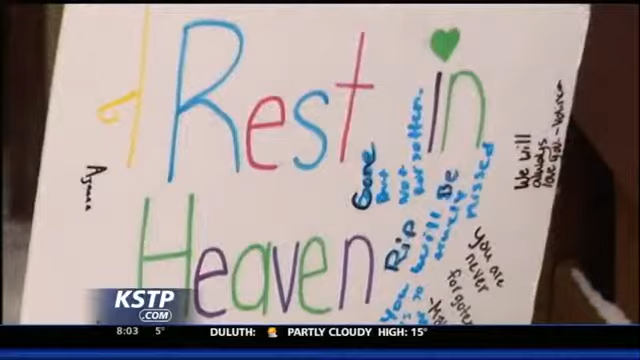 Rest in
Heaven
Gone
But
Not
Forgotten.
RiP
You
will Be
missed
We will
always
love you
You are
never
forgoten
KSTP
.COM
8:03 5° DULUTH: PARTLY CLOUDY HIGH: 15°